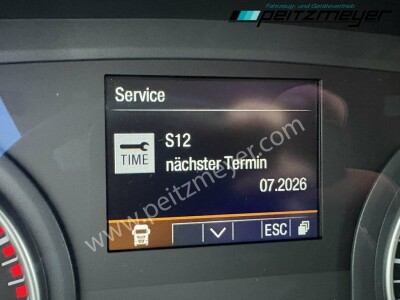 Fahrzeug- und Gerätevertrieb
peitzmeyer
Service
S12
TIME
nächster Termin
07.2026
www.peitzmeyer.com
ESC